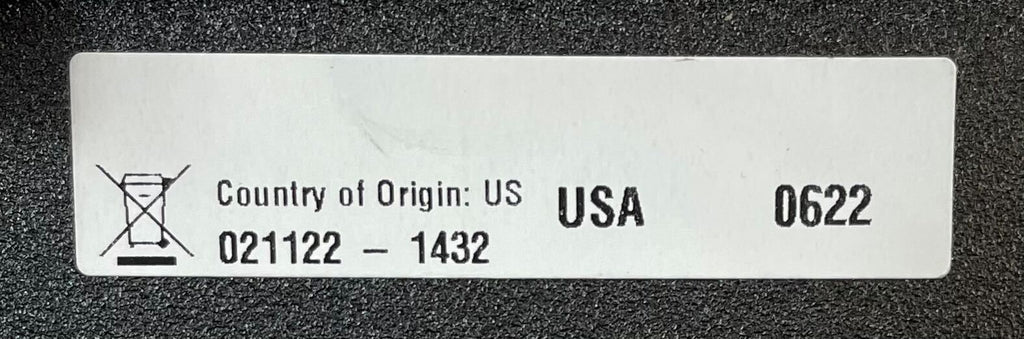 Country of Origin: US USA 0622
021122 – 1432